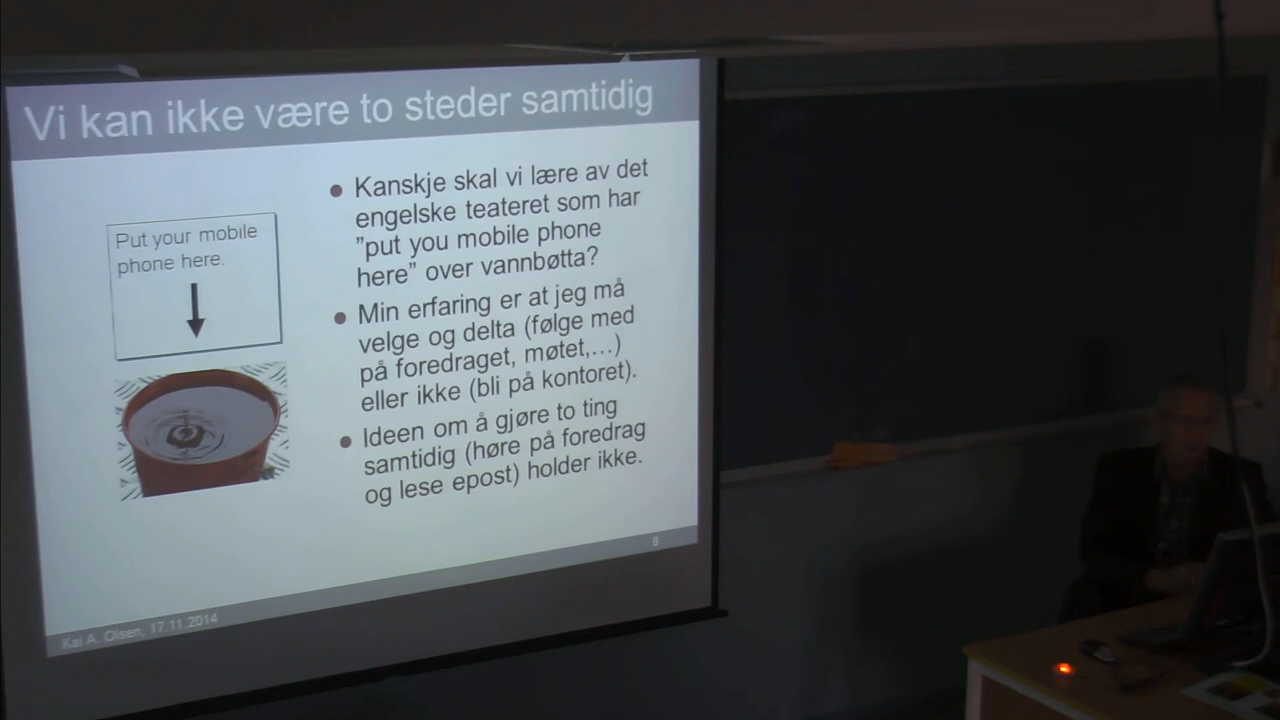 Vi kan ikke være to steder samtidig
Put your mobile
phone here.
Kanskje skal vi lære av det
engelske teateret som har
"put you mobile phone
here" over vannbøtta?
Min erfaring er at jeg må
velge og delta (følge med
på foredraget, møtet,...)
eller ikke (bli på kontoret).
Ideen om å gjøre to ting
samtidig (høre på foredrag
og lese epost) holder ikke.
8
Kai A. Olsen, 17.11.2014